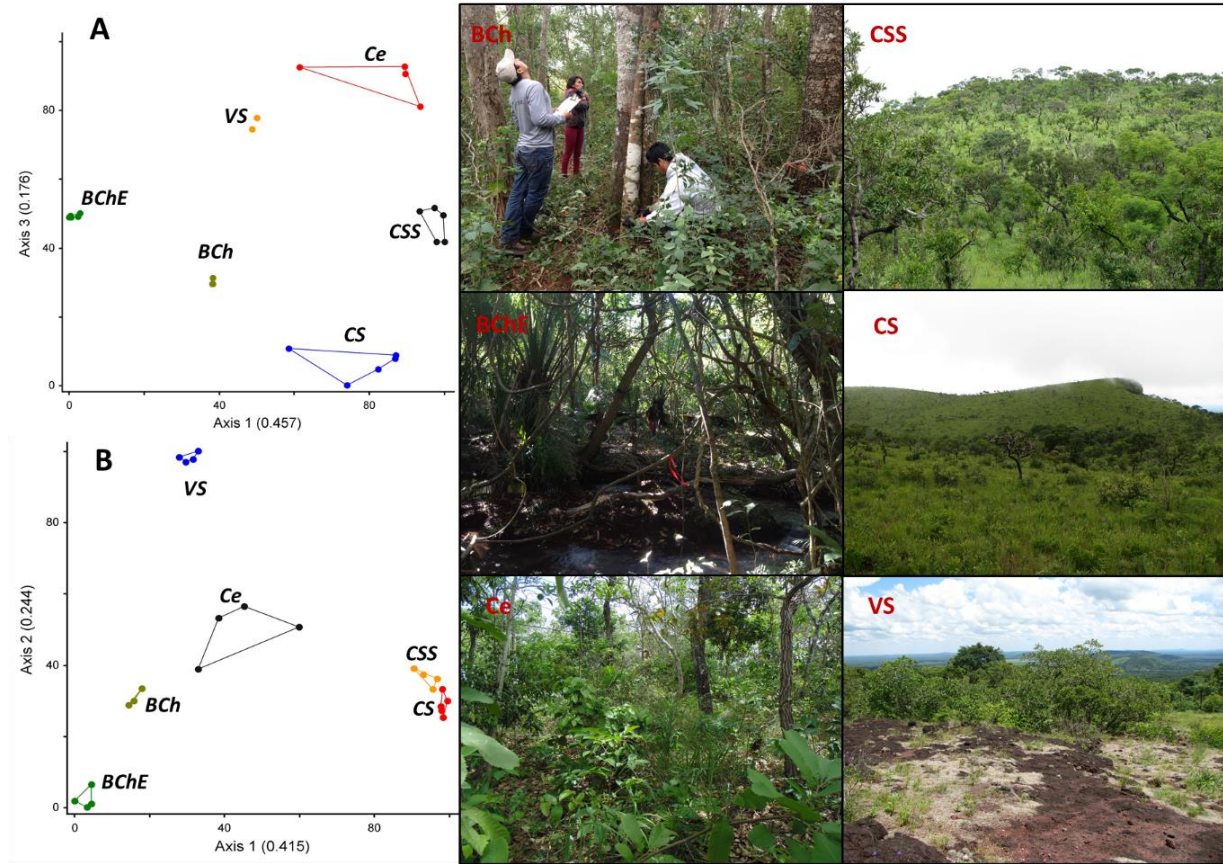 A
Ce
VS
BChE
CSS
BCh
CS
80
40
0
Axis 3 (0.176)
0
40
80
Axis 1 (0.457)
B
VS
Ce
CSS
BCh
CS
BChE
80
40
0
Axis 2 (0.244)
0
40
80
Axis 1 (0.415)
BCh
CSS
BChE
CS
Ce
VS